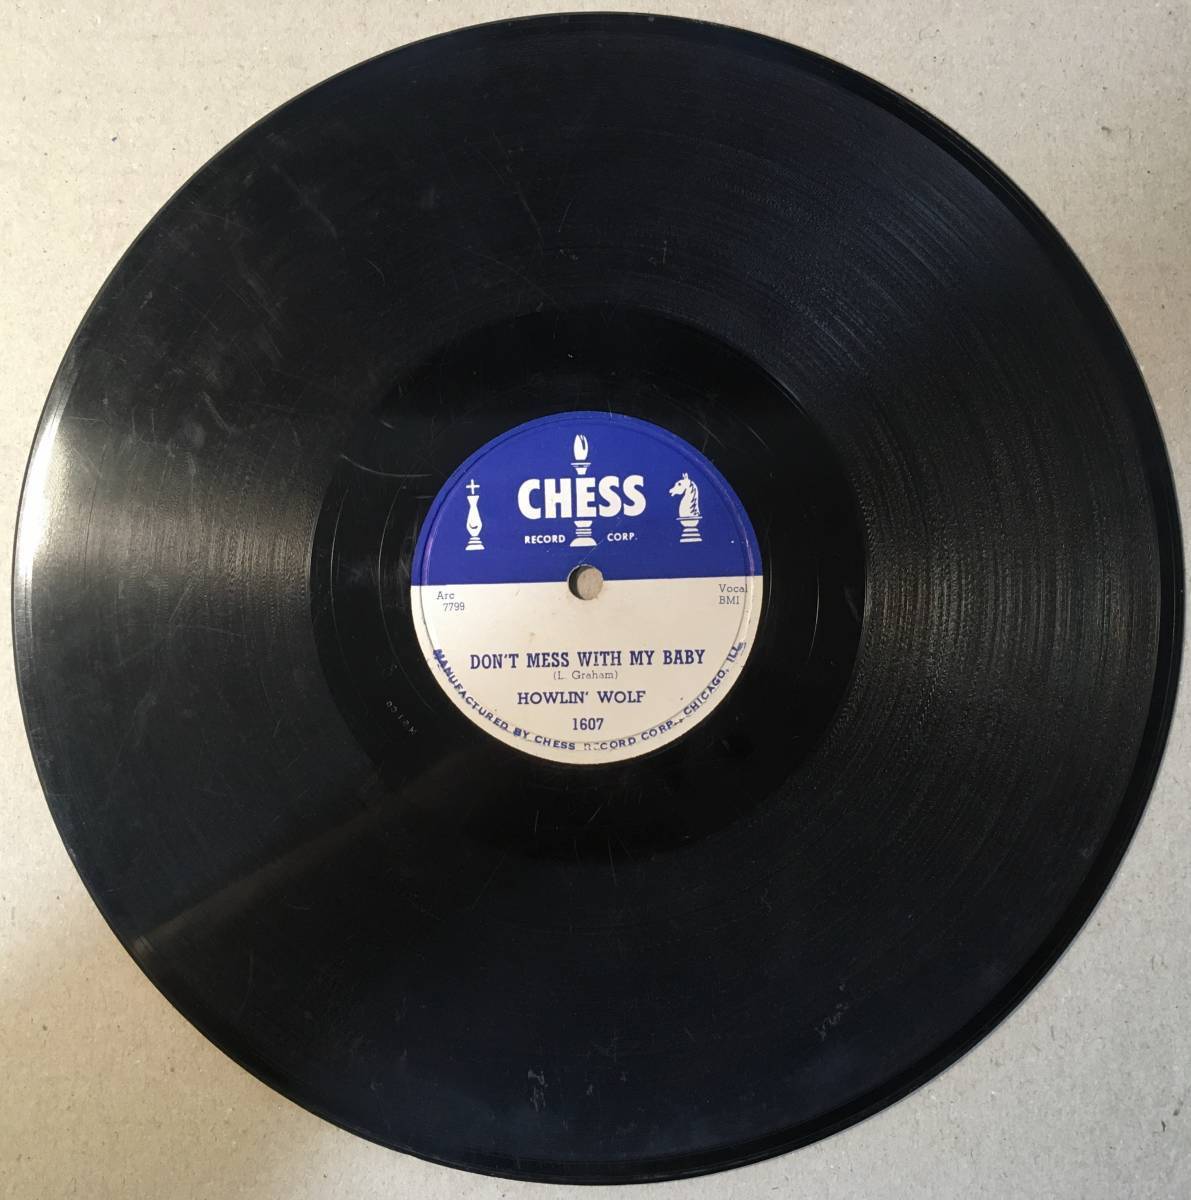 CHESS
RECORD CORP.
Arc
7799
Vocal
BMI
DON'T MESS WITH MY BABY
(L. Graham)
HOWLIN' WOLF
1607
MANUFACTURED BY CHESS RECORD CORP., CHICAGO, ILL.